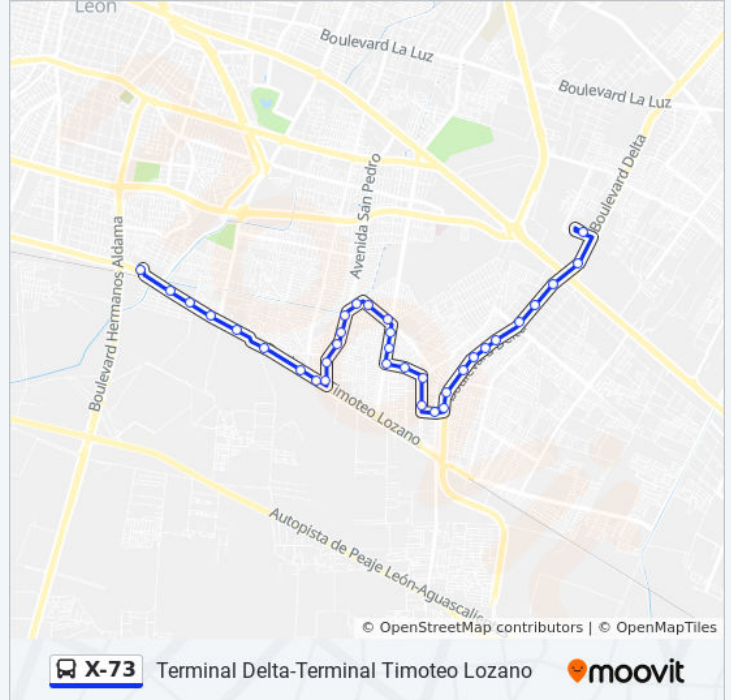 León
Boulevard La Luz
Boulevard La Luz
Boulevard Delta
Avenida San Pedro
Boulevard Hermanos Aldama
Timoteo Lozano
Autopista de Peaje León-Aguascalie
© OpenStreetMap contributors | © OpenMapTiles
X-73 Terminal Delta-Terminal Timoteo Lozano moovit